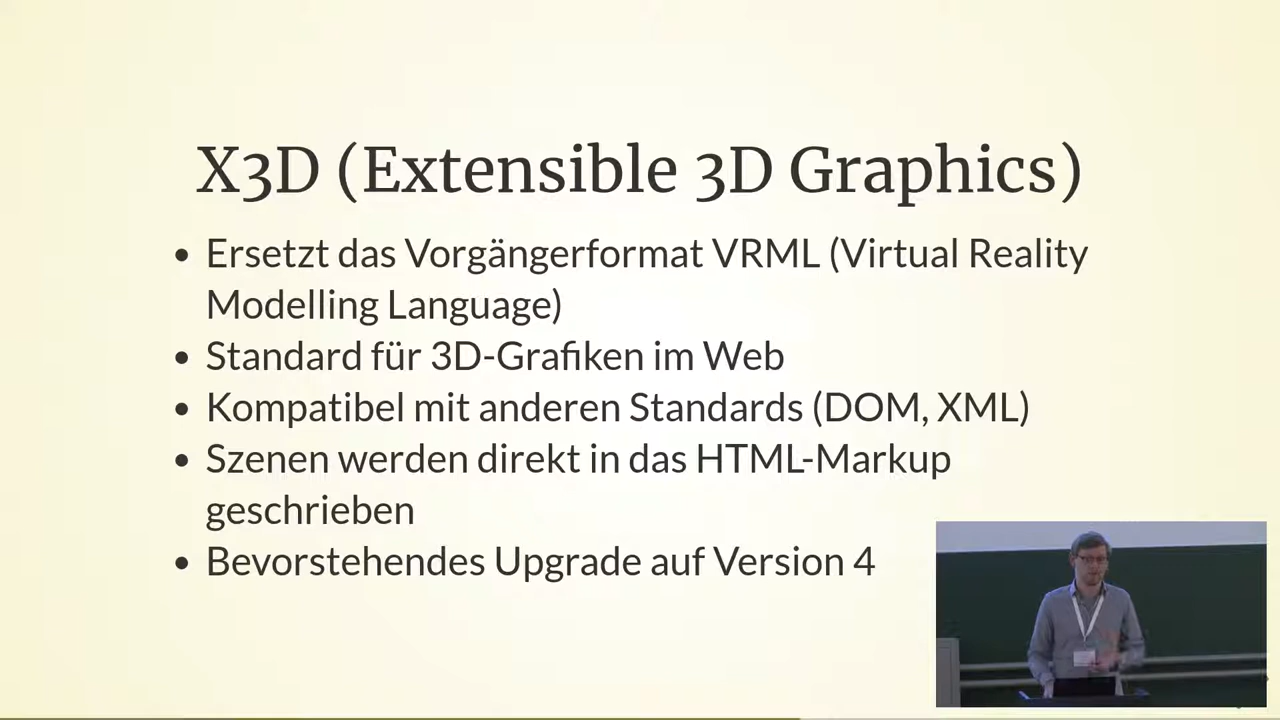 X3D (Extensible 3D Graphics)
• Ersetzt das Vorgängerformat VRML (Virtual Reality
Modelling Language)
• Standard für 3D-Grafiken im Web
• Kompatibel mit anderen Standards (DOM, XML)
• Szenen werden direkt in das HTML-Markup
geschrieben
• Bevorstehendes Upgrade auf Version 4